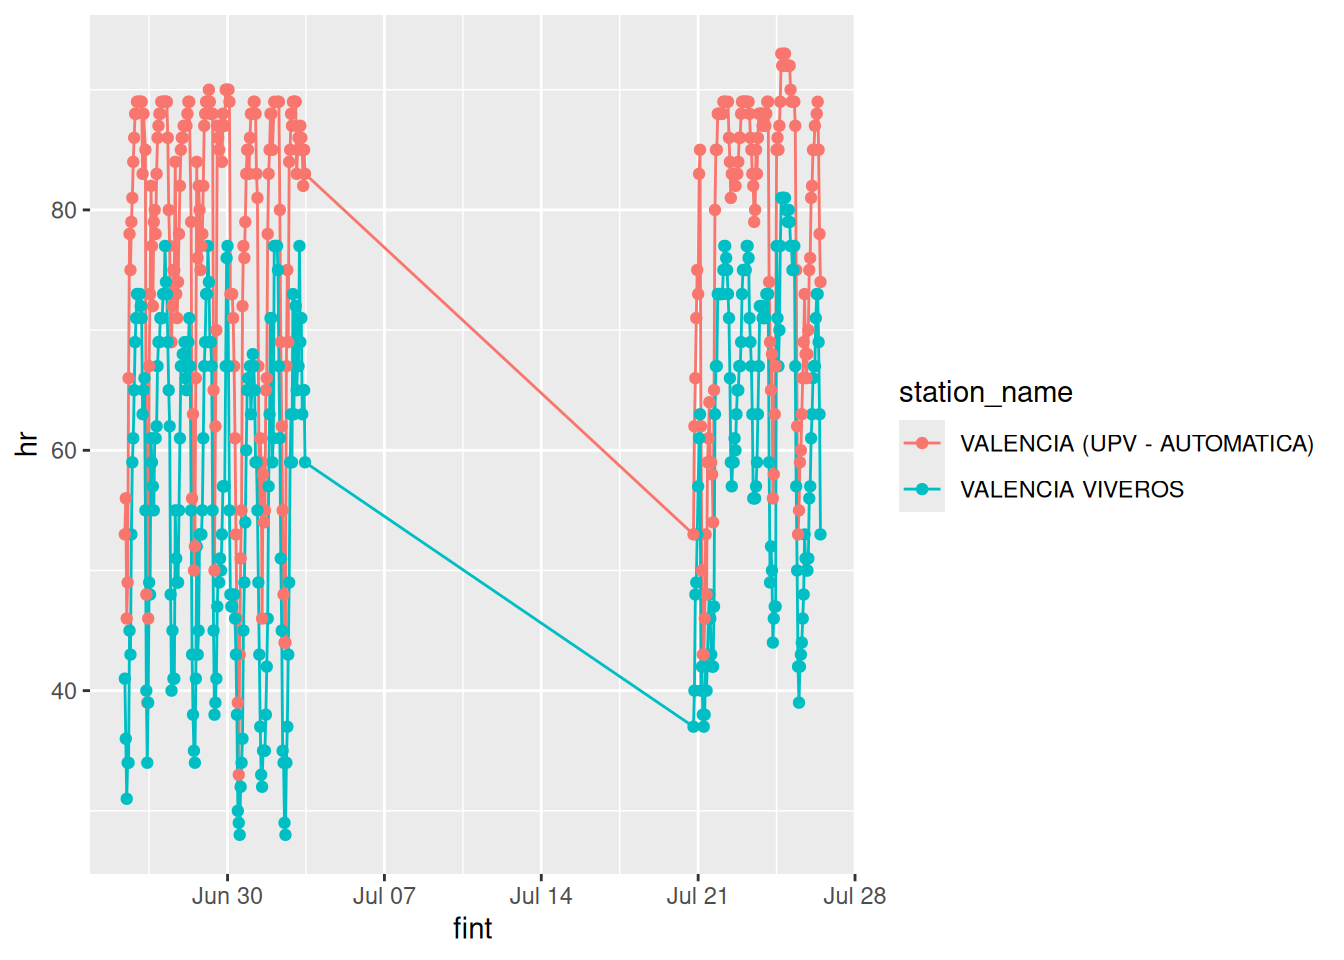 80
60
40
hr
Jun 30
Jul 07
Jul 14
Jul 21
Jul 28
fint
station_name
VALENCIA (UPV - AUTOMATICA)
VALENCIA VIVEROS